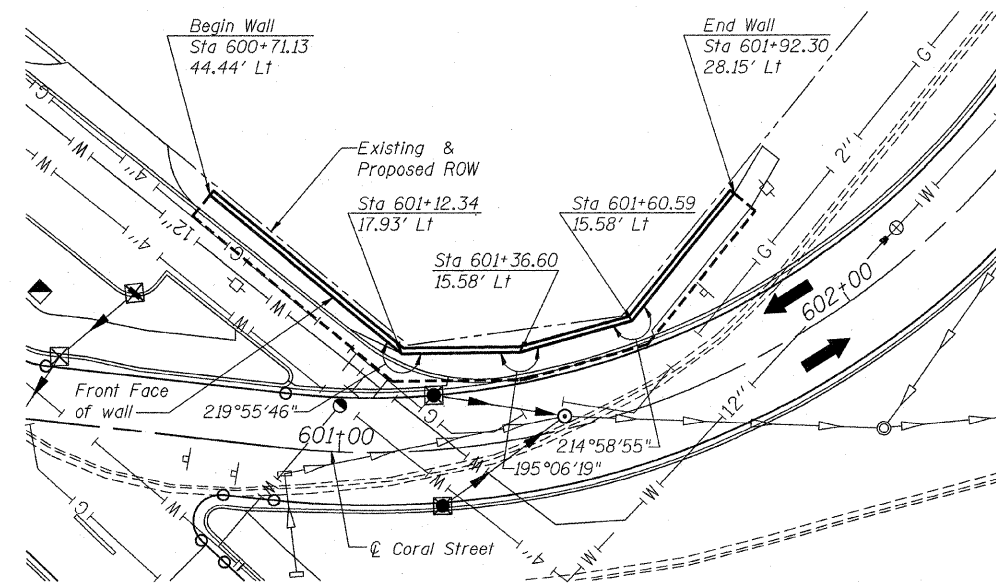 Begin Wall
Sta 600+71.13
44.44' Lt
End Wall
Sta 601+92.30
28.15' Lt
Existing &
Proposed ROW
Sta 601+12.34
17.93' Lt
Sta 601+60.59
15.58' Lt
Sta 601+36.60
15.58' Lt
G
W
4"
W
4"
12"
G
W
W
G
2"
G
W
W
602+00
Front Face
of wall
219°55'46"
601+00
G
W
12"
214°58'55"
195°06'19"
W
W
W
4"
W
G
℄ Coral Street